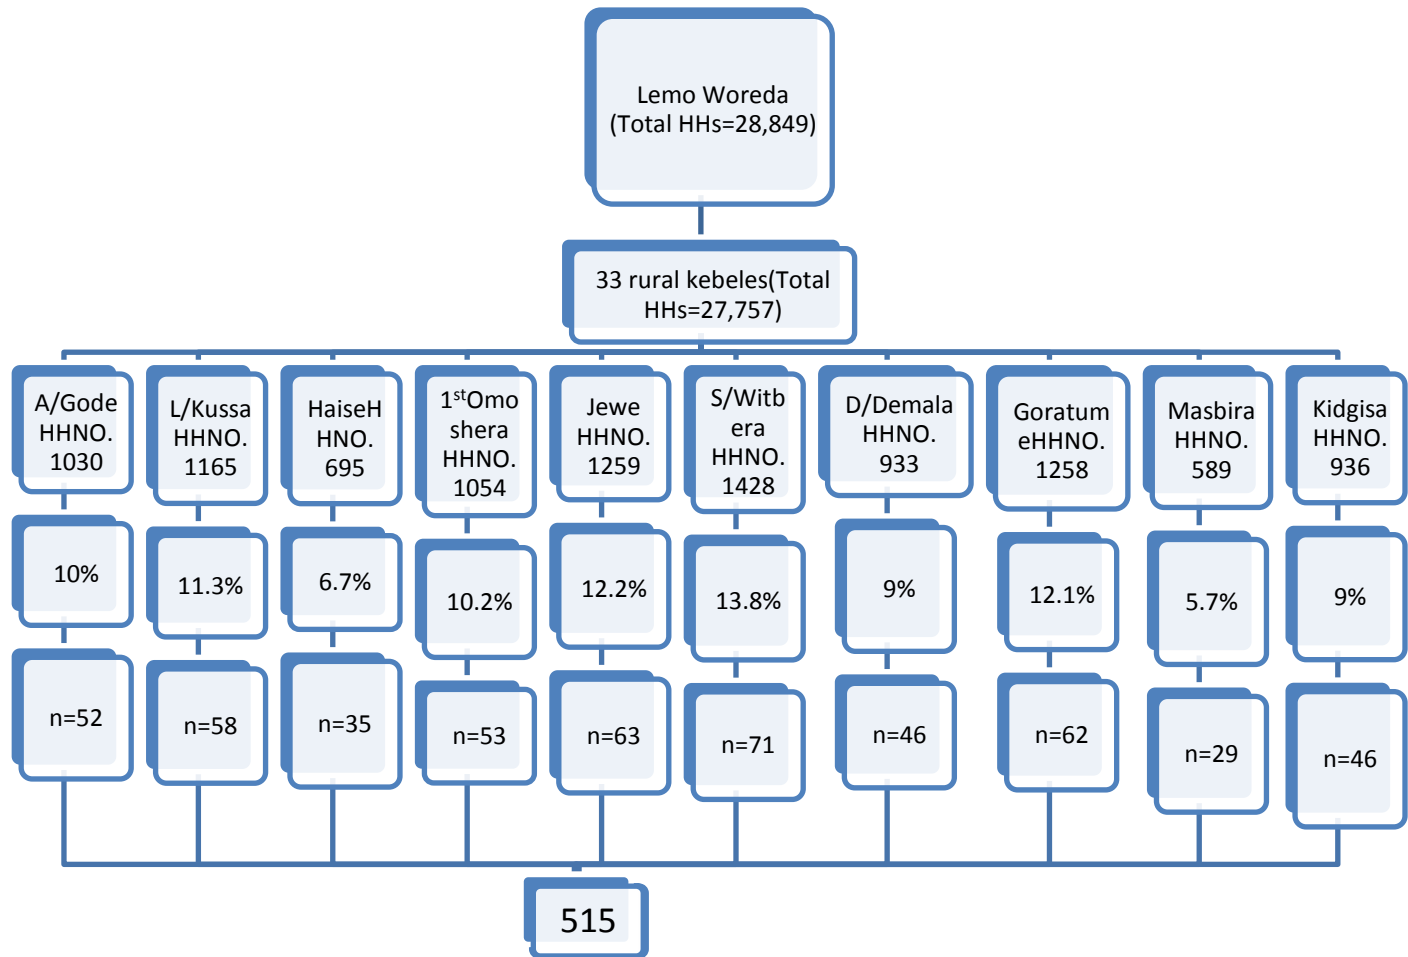 Lemo Woreda
(Total HHs=28,849)
33 rural kebeles(Total
HHs=27,757)
A/Gode
HHNO.
1030
L/Kussa
HHNO.
1165
HaiseH
HNO.
695
1stOmo
shera
HHNO.
1054
Jewe
HHNO.
1259
S/Witb
era
HHNO.
1428
D/Demala
HHNO.
933
Goratum
eHHNO.
1258
Masbira
HHNO.
589
Kidgisa
HHNO.
936
10%
11.3%
6.7%
10.2%
12.2%
13.8%
9%
12.1%
5.7%
9%
n=52
n=58
n=35
n=53
n=63
n=71
n=46
n=62
n=29
n=46
515